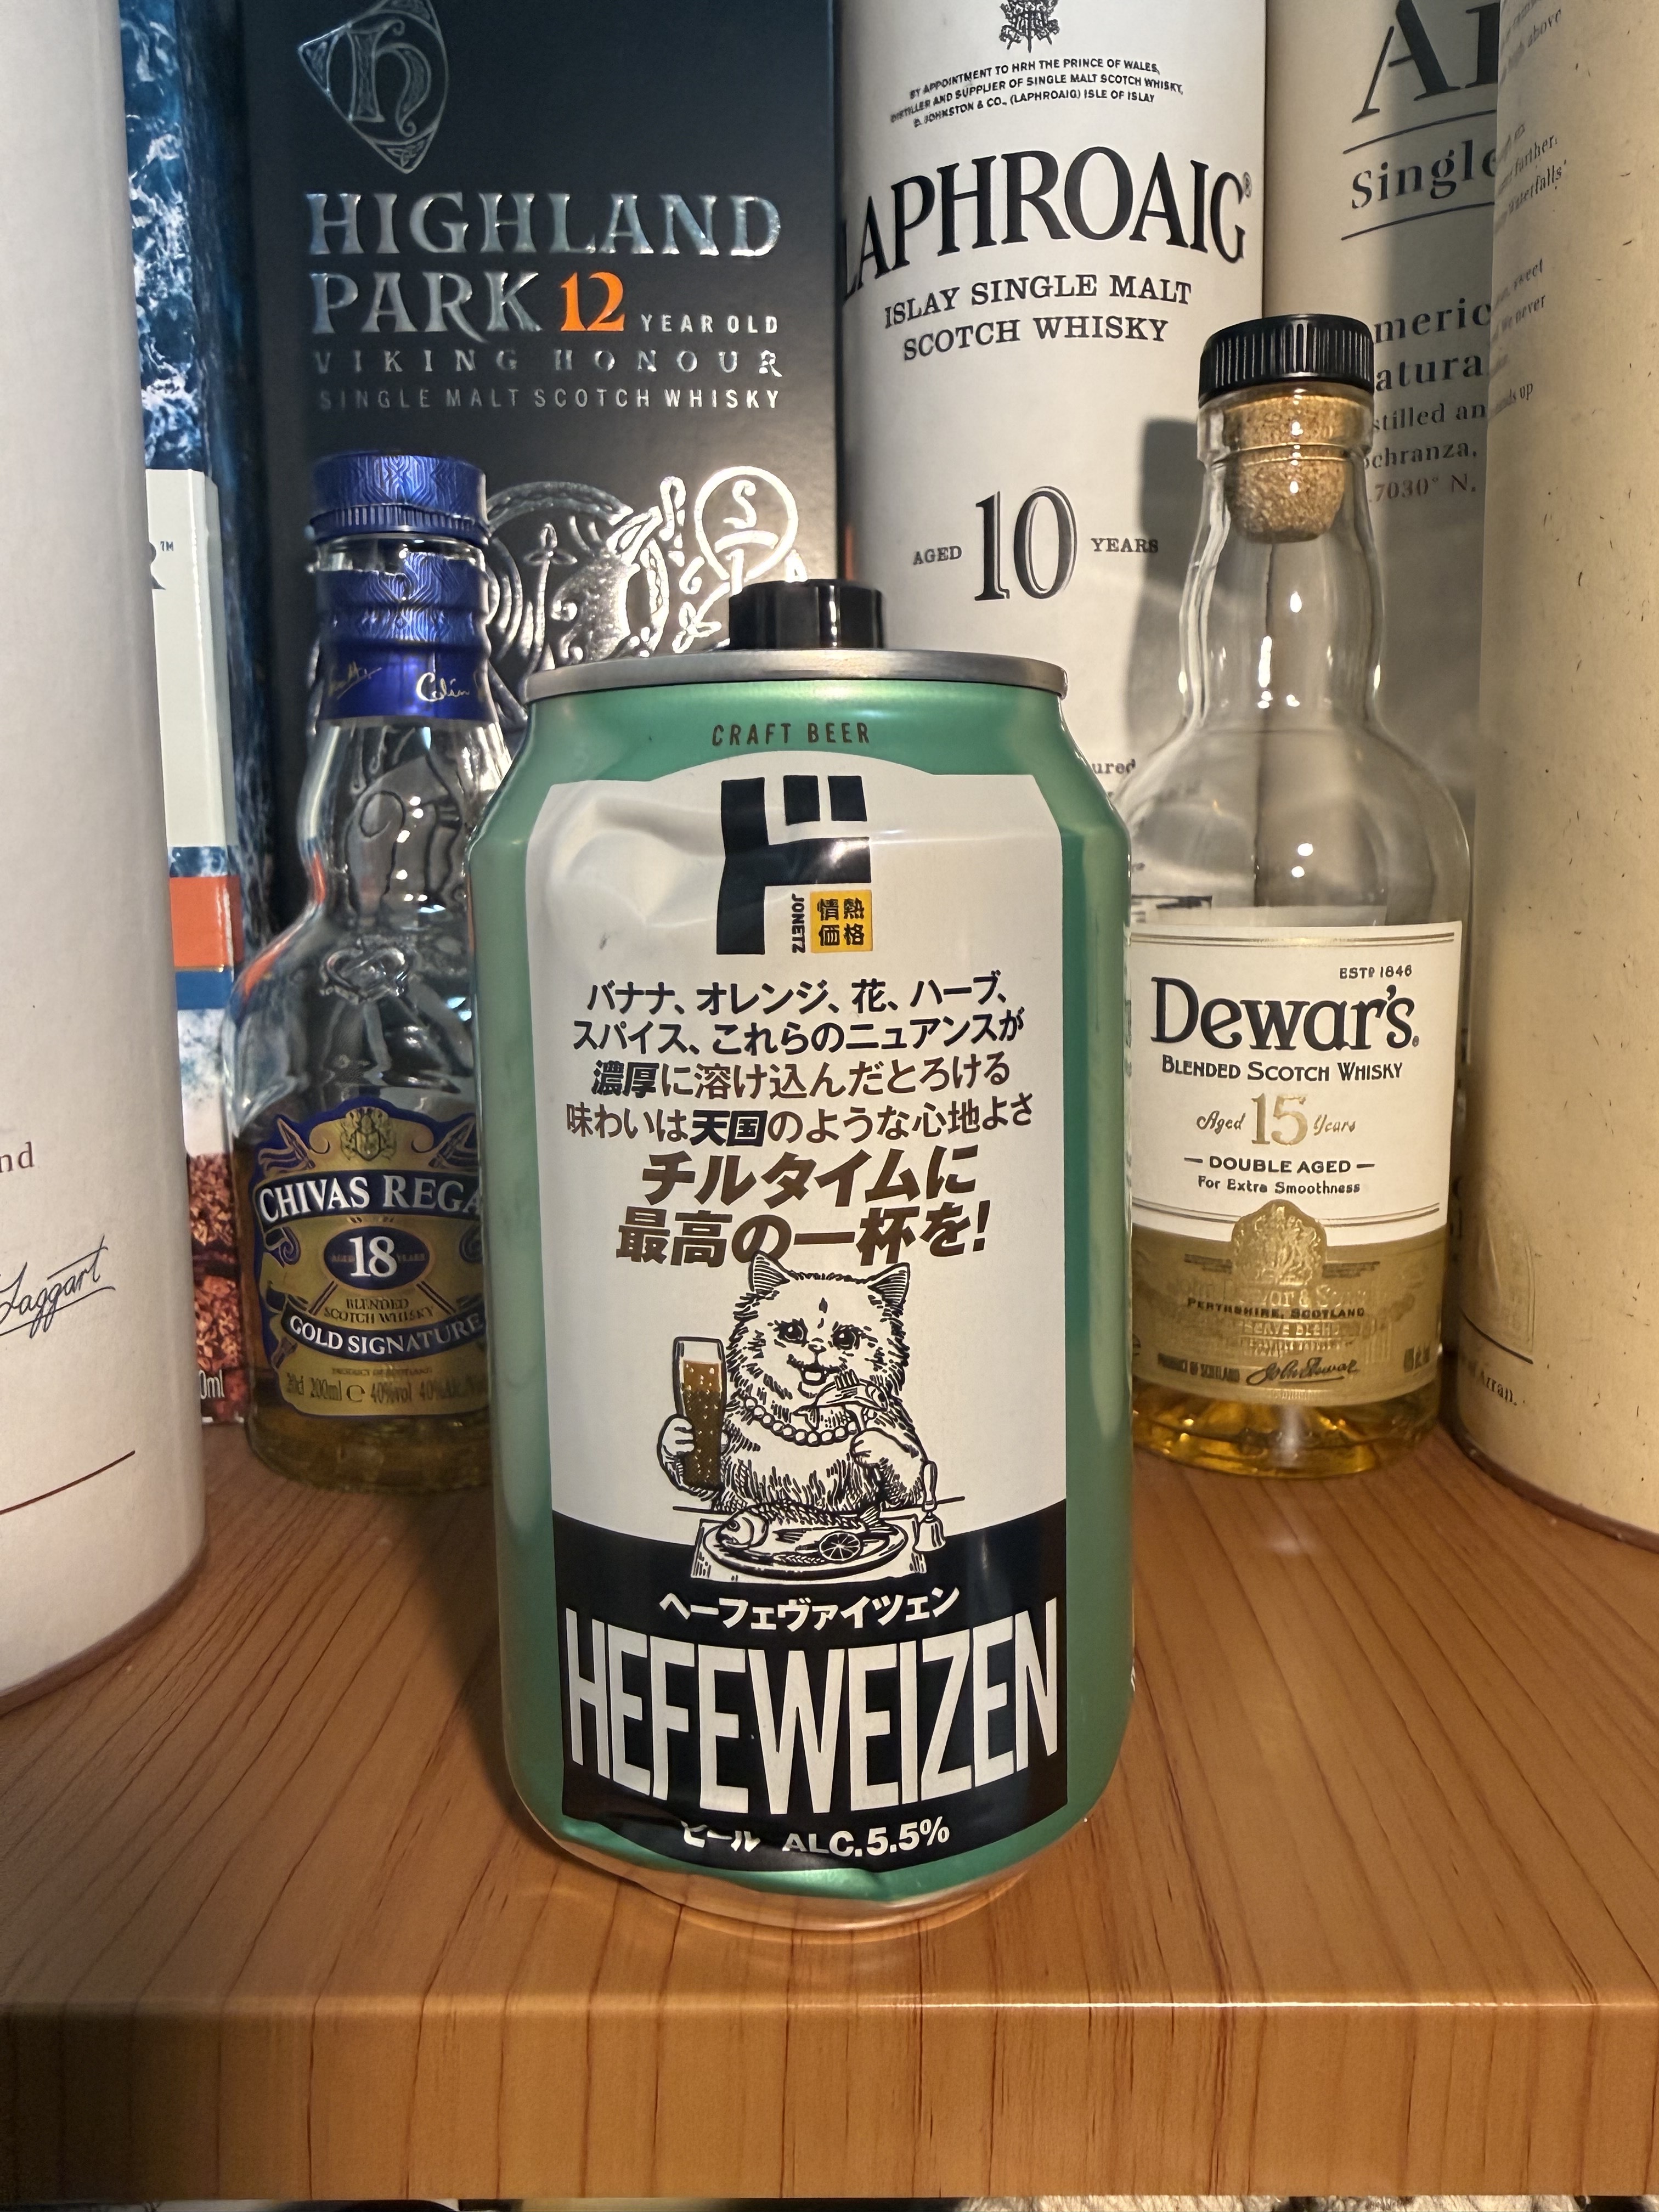 HIGHLAND
PARK 12 YEAR OLD
VIKING HONOUR
SINGLE MALT SCOTCH WHISKY
BY APPOINTMENT TO HRH THE PRINCE OF WALES,
DISTILLER AND SUPPLIER OF SINGLE MALT SCOTCH WHISKY,
D. JOHNSTON & CO., (LAPHROAIG) ISLE OF ISLAY
LAPHROAIG®
ISLAY SINGLE MALT
SCOTCH WHISKY
AGED 10 YEARS
Single
CRAFT BEER
ド
JONETZ
情熱
価格
バナナ、オレンジ、花、ハーブ、
スパイス、これらのニュアンスが
濃厚に溶け込んだとろける
味わいは天国のような心地よさ
チルタイムに
最高の一杯を!
ヘーフェヴァイツェン
HEFEWEIZEN
ビール ALC.5.5%
CHIVAS REGA
AGED 18 YEARS
BLENDED
SCOTCH WHISKY
GOLD SIGNATURE
PRODUCT OF SCOTLAND
20cl 200ml e 40%vol
ESTD 1846
Dewar's
BLENDED SCOTCH WHISKY
Aged 15 Years
DOUBLE AGED
For Extra Smoothness
PERTHSHIRE, SCOTLAND
PRODUCT OF SCOTLAND
John Dewar